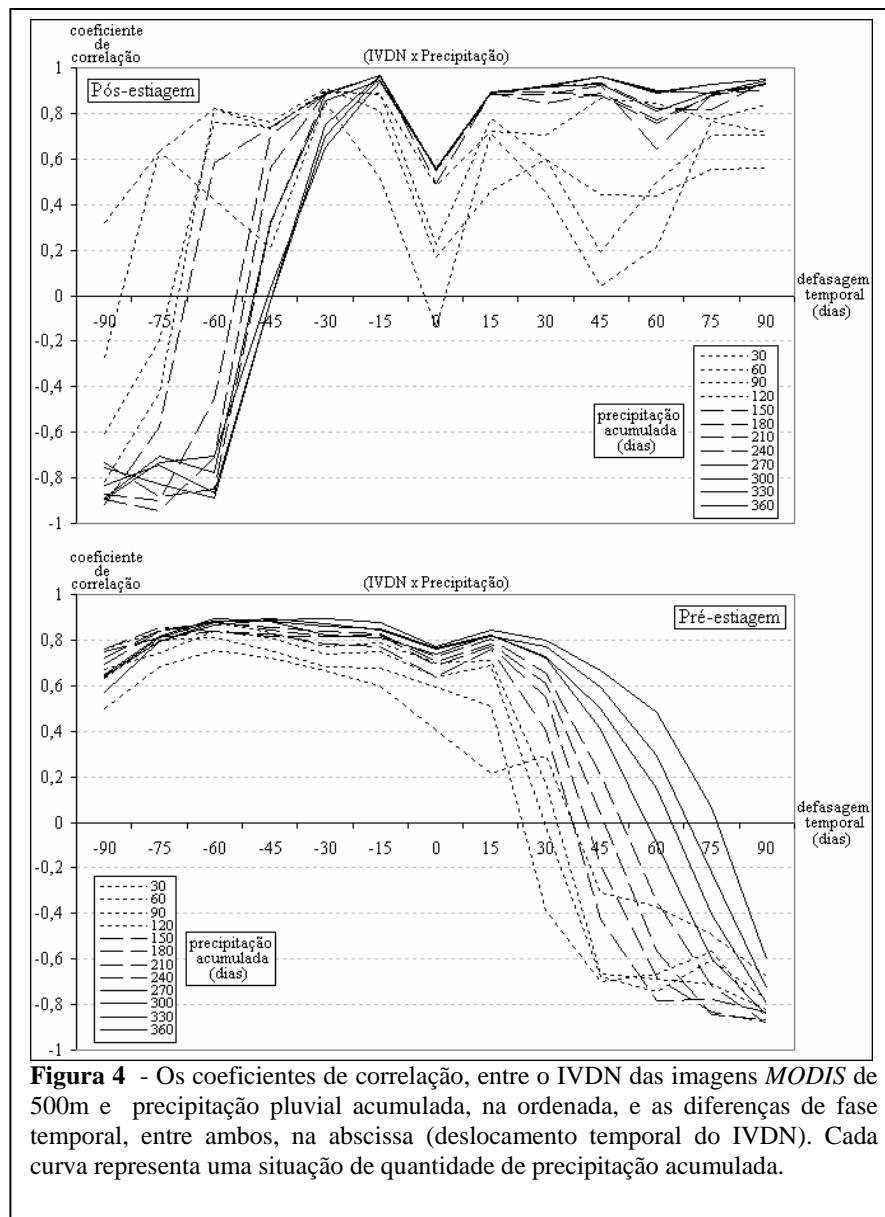 coeficiente
de
correlação
(IVDN x Precipitação)
Pós-estiagem
1
0,8
0,6
0,4
0,2
0
-0,2
-0,4
-0,6
-0,8
-1
-90 -75 -60 -45 -30 -15 0 15 30 45 60 75 90
defasagem
temporal
(dias)
precipitação
acumulada
(dias)
30
60
90
120
150
180
210
240
270
300
330
360
coeficiente
de
correlação
(IVDN x Precipitação)
Pré-estiagem
1
0,8
0,6
0,4
0,2
0
-0,2
-0,4
-0,6
-0,8
-1
-90 -75 -60 -45 -30 -15 0 15 30 45 60 75 90
defasagem
temporal
(dias)
30
60
90
120
150
180
210
240
270
300
330
360
precipitação
acumulada
(dias)
Figura 4 - Os coeficientes de correlação, entre o IVDN das imagens MODIS de
500m e precipitação pluvial acumulada, na ordenada, e as diferenças de fase
temporal, entre ambos, na abscissa (deslocamento temporal do IVDN). Cada
curva representa uma situação de quantidade de precipitação acumulada.